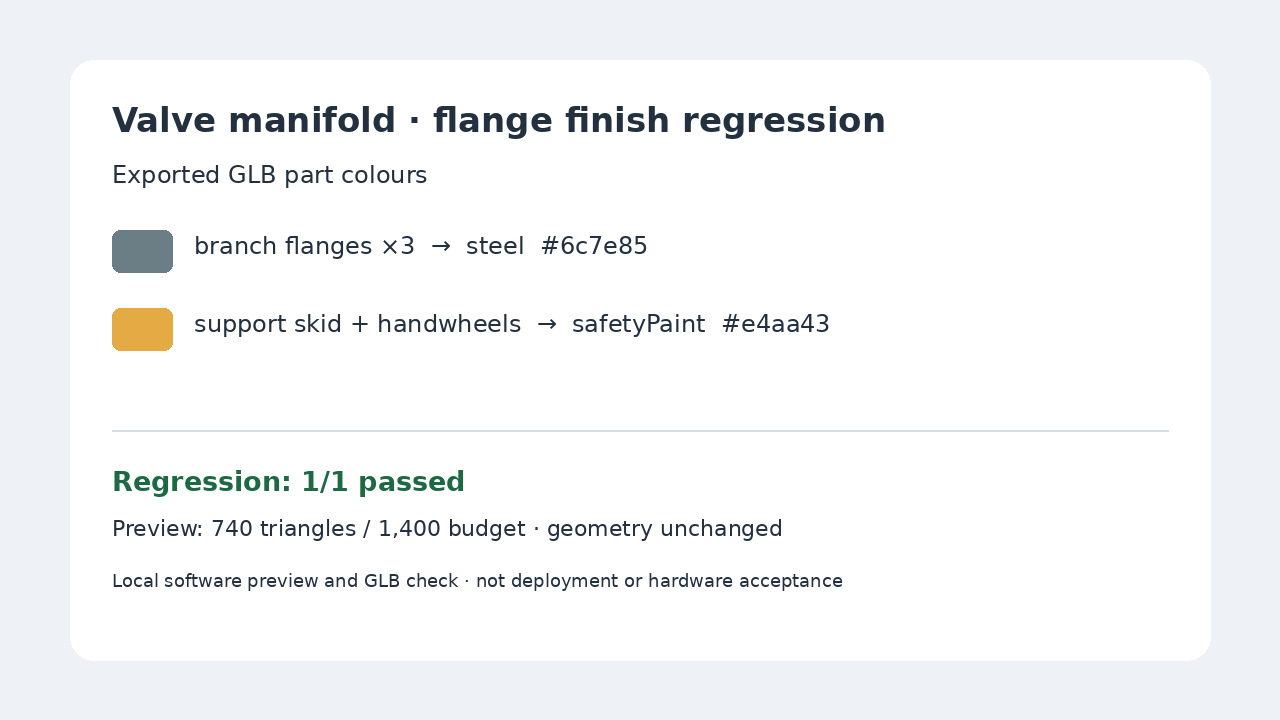 Valve manifold · flange finish regression
Exported GLB part colours
branch flanges ×3 → steel #6c7e85
support skid + handwheels → safetyPaint #e4aa43
Regression: 1/1 passed
Preview: 740 triangles / 1,400 budget · geometry unchanged
Local software preview and GLB check · not deployment or hardware acceptance